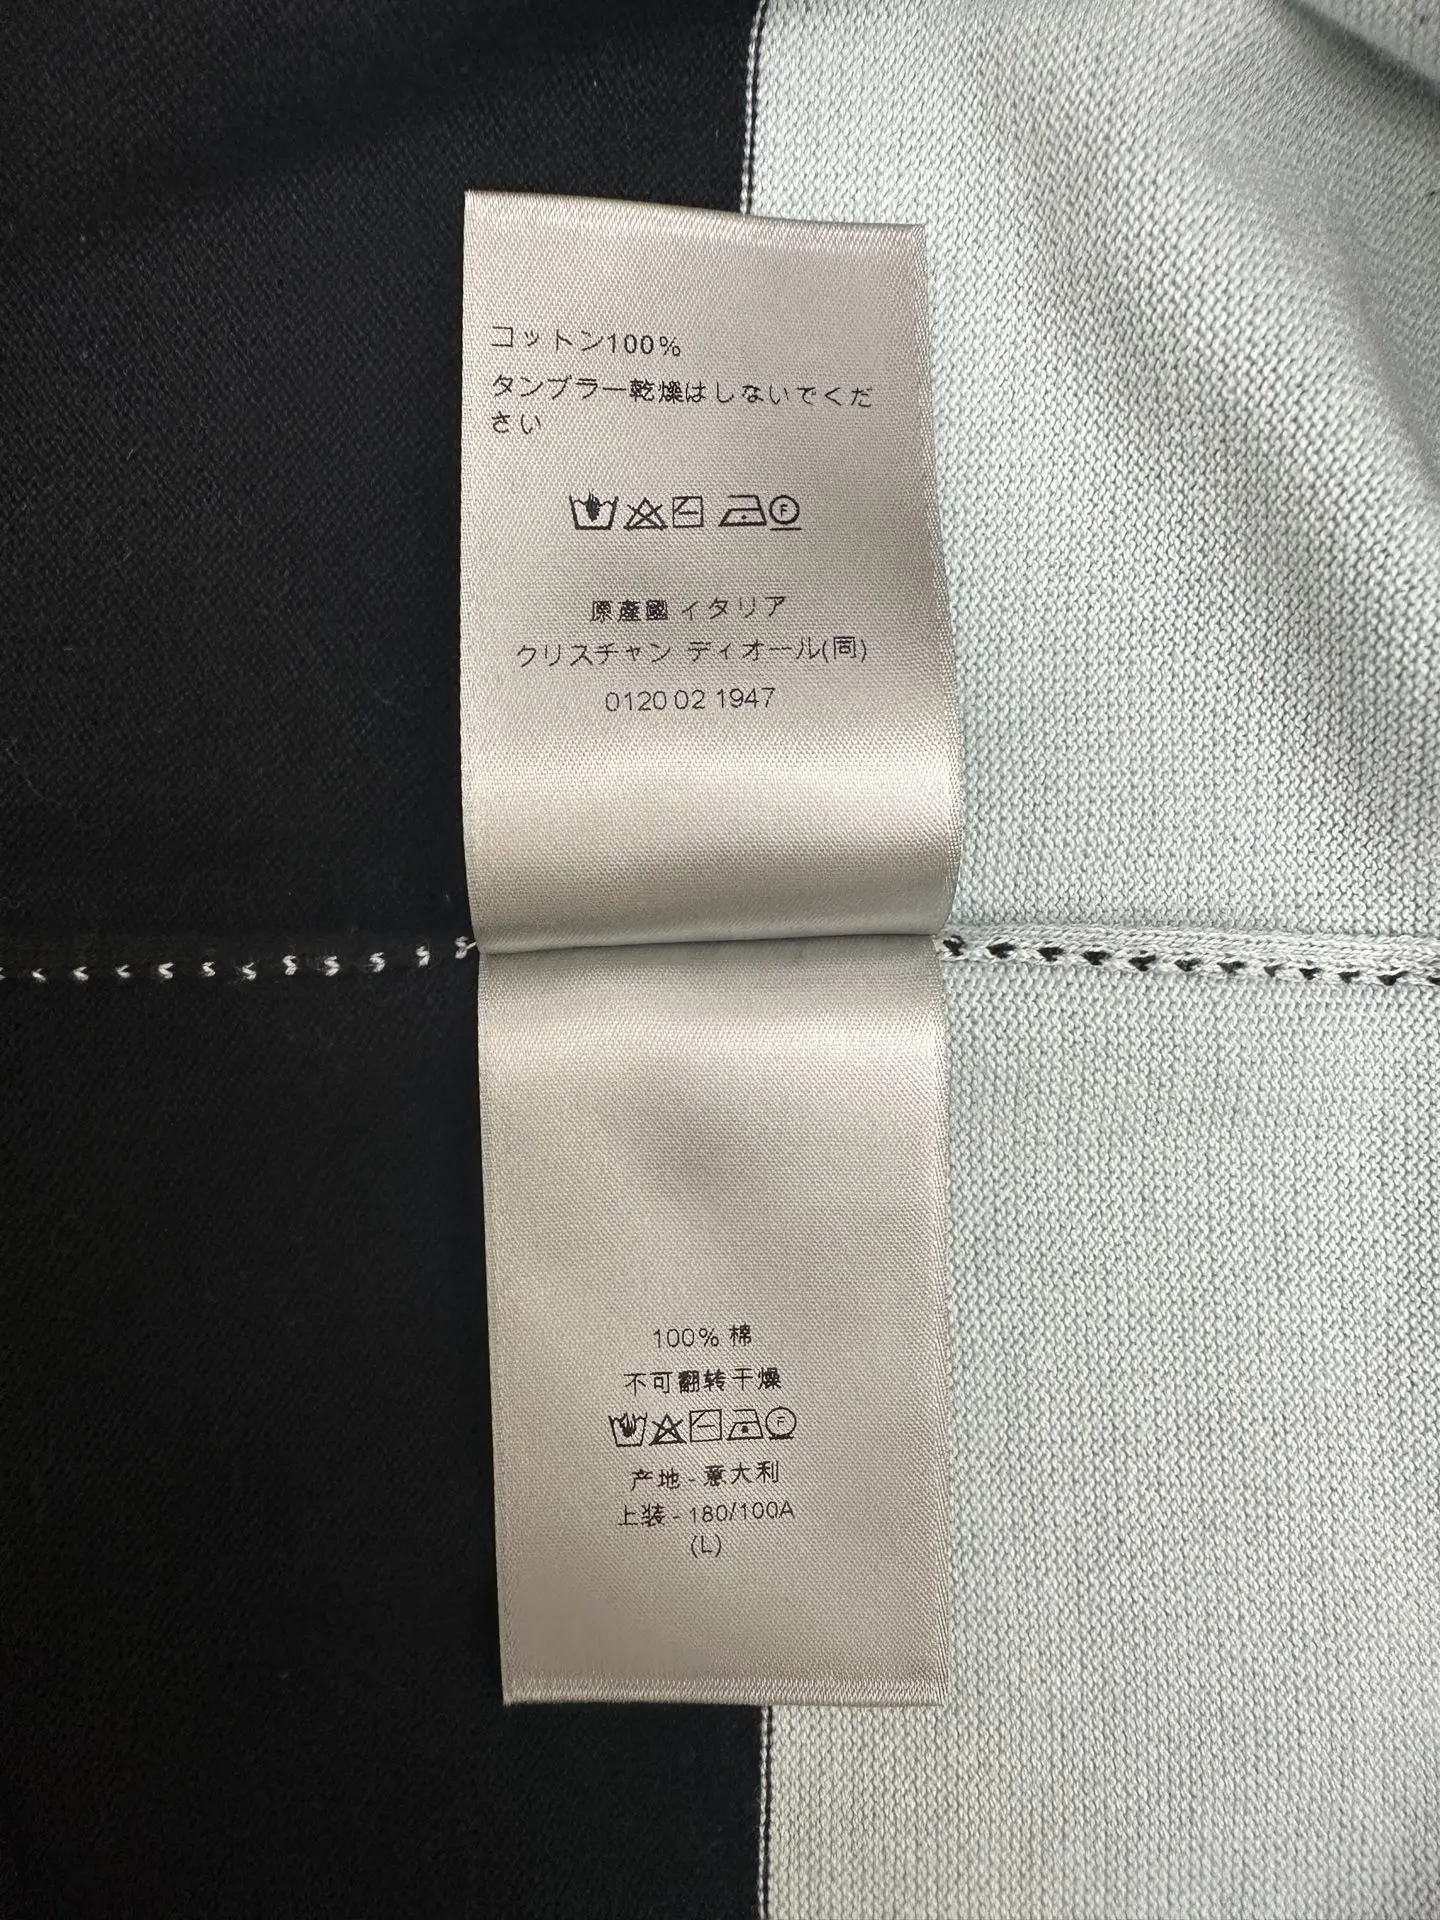 コットン100%
タンブラー乾燥はしないでくだ
さい
F
原產國 イタリア
クリスチャン ディオール(同)
0120 02 1947
100% 棉
不可翻转干燥
F
产地 - 意大利
上装 - 180/100A
(L)